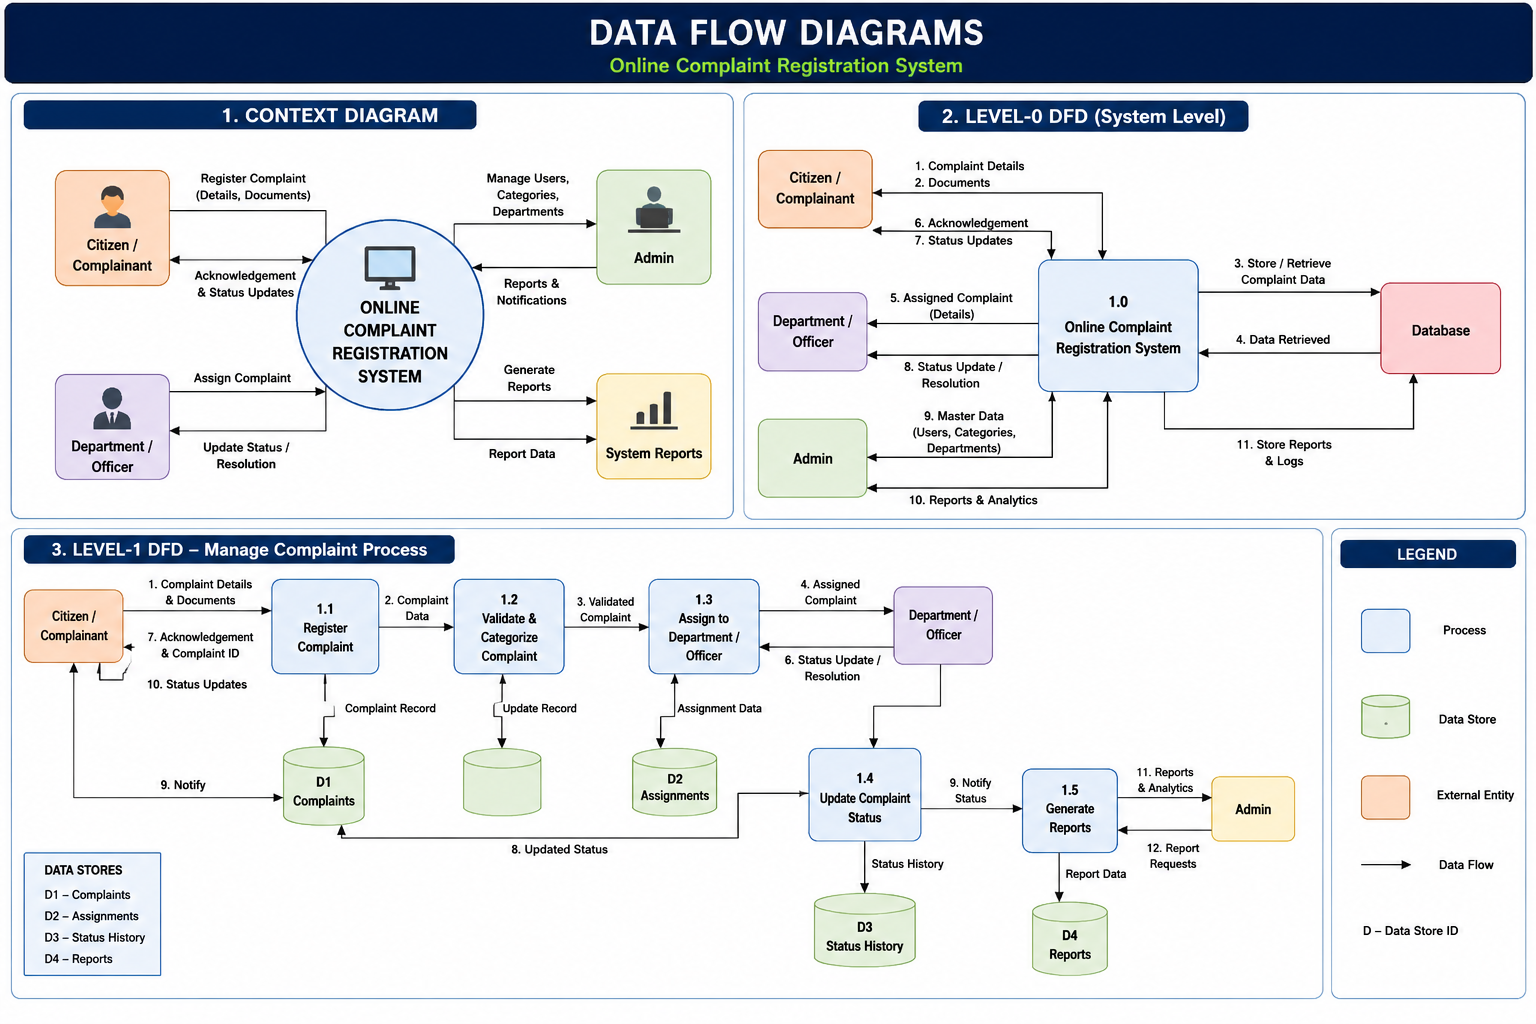 DATA FLOW DIAGRAMS
Online Complaint Registration System
1. CONTEXT DIAGRAM
Register Complaint
(Details, Documents)
Citizen /
Complainant
Acknowledgement
& Status Updates
Manage Users,
Categories,
Departments
Admin
Reports &
Notifications
ONLINE
COMPLAINT
REGISTRATION
SYSTEM
Assign Complaint
Department /
Officer
Update Status /
Resolution
Generate
Reports
Report Data
System Reports
2. LEVEL-0 DFD (System Level)
Citizen /
Complainant
1. Complaint Details
2. Documents
6. Acknowledgement
7. Status Updates
Department /
Officer
5. Assigned Complaint
(Details)
8. Status Update /
Resolution
1.0
Online Complaint
Registration System
3. Store / Retrieve
Complaint Data
4. Data Retrieved
Database
Admin
9. Master Data
(Users, Categories,
Departments)
10. Reports & Analytics
11. Store Reports
& Logs
3. LEVEL-1 DFD – Manage Complaint Process
Citizen /
Complainant
1. Complaint Details
& Documents
7. Acknowledgement
& Complaint ID
10. Status Updates
1.1
Register
Complaint
2. Complaint
Data
1.2
Validate &
Categorize
Complaint
3. Validated
Complaint
1.3
Assign to
Department /
Officer
4. Assigned
Complaint
6. Status Update /
Resolution
Department /
Officer
Complaint Record
Update Record
Assignment Data
9. Notify
D1
Complaints
D2
Assignments
8. Updated Status
1.4
Update Complaint
Status
9. Notify
Status
1.5
Generate
Reports
11. Reports
& Analytics
12. Report
Requests
Admin
Status History
Report Data
D3
Status History
D4
Reports
DATA STORES
D1 – Complaints
D2 – Assignments
D3 – Status History
D4 – Reports
LEGEND
Process
Data Store
External Entity
Data Flow
D – Data Store ID